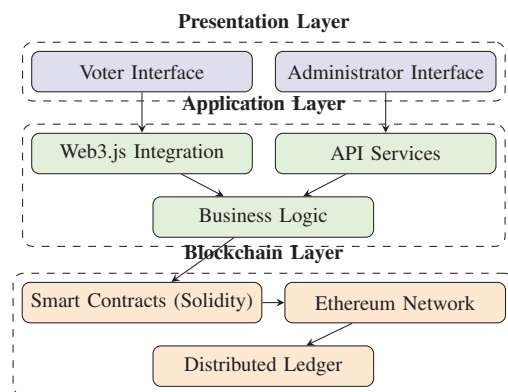 Presentation Layer
Voter Interface
Administrator Interface
Application Layer
Web3.js Integration
API Services
Business Logic
Blockchain Layer
Smart Contracts (Solidity)
Ethereum Network
Distributed Ledger